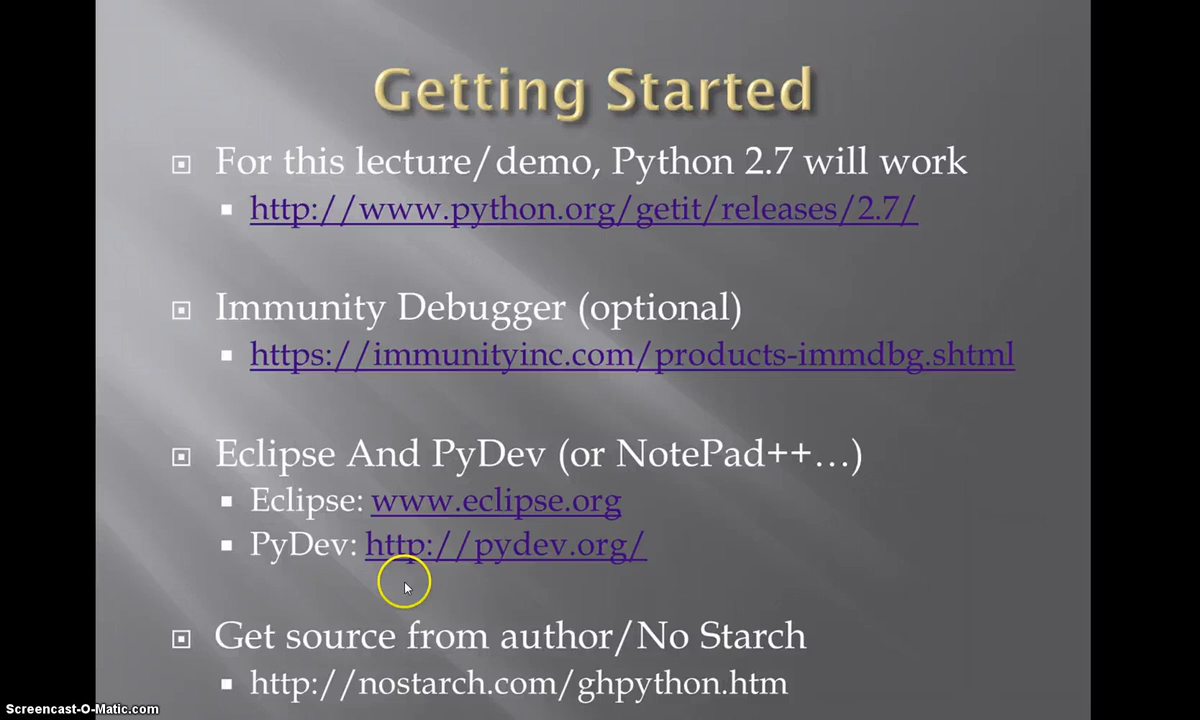 Getting Started
For this lecture/demo, Python 2.7 will work
http://www.python.org/getit/releases/2.7/
Immunity Debugger (optional)
https://immunityinc.com/products-immdbg.shtml
Eclipse And PyDev (or NotePad++…)
Eclipse: www.eclipse.org
PyDev: http://pydev.org/
Get source from author/No Starch
http://nostarch.com/ghpython.htm
Screencast-O-Matic.com